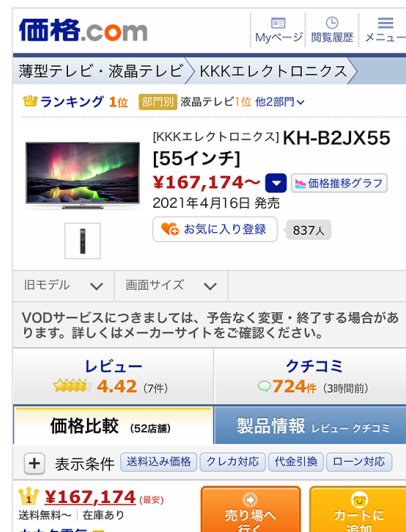 価格.com
Myページ 閲覧履歴 メニュー
薄型テレビ・液晶テレビ KKKエレクトロニクス
ランキング 1位 部門別 液晶テレビ1位 他2部門
[KKKエレクトロニクス] KH-B2JX55
[55インチ]
¥167,174～ 価格推移グラフ
2021年4月16日 発売
お気に入り登録 837人
旧モデル 画面サイズ
VODサービスにつきましては、予告なく変更・終了する場合があ
ります。詳しくはメーカーサイトをご確認ください。
レビュー クチコミ
4.42 (7件) 724件 (3時間前)
価格比較 (52店舗) 製品情報 レビュー クチコミ
+ 表示条件 送料込み価格 クレカ対応 代金引換 ローン対応
1 ¥167,174 (最安) 売り場へ カートに
送料無料～ 在庫あり 行く 追加